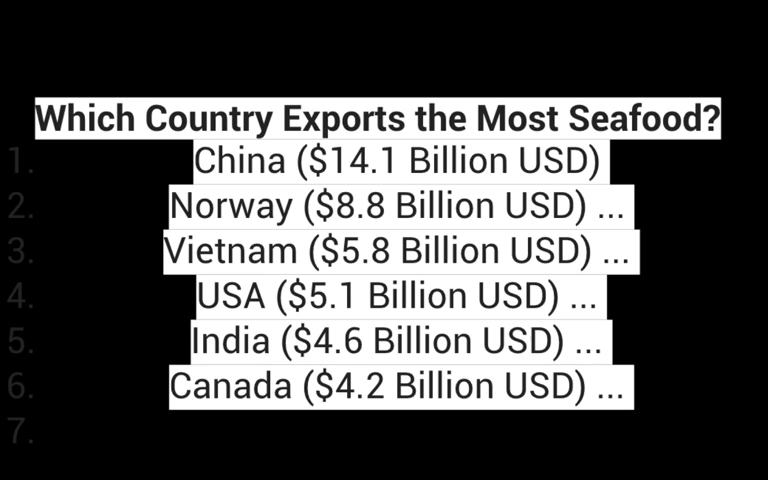 Which Country Exports the Most Seafood?
1. China ($14.1 Billion USD)
2. Norway ($8.8 Billion USD) ...
3. Vietnam ($5.8 Billion USD) ...
4. USA ($5.1 Billion USD) ...
5. India ($4.6 Billion USD) ...
6. Canada ($4.2 Billion USD) ...
7.